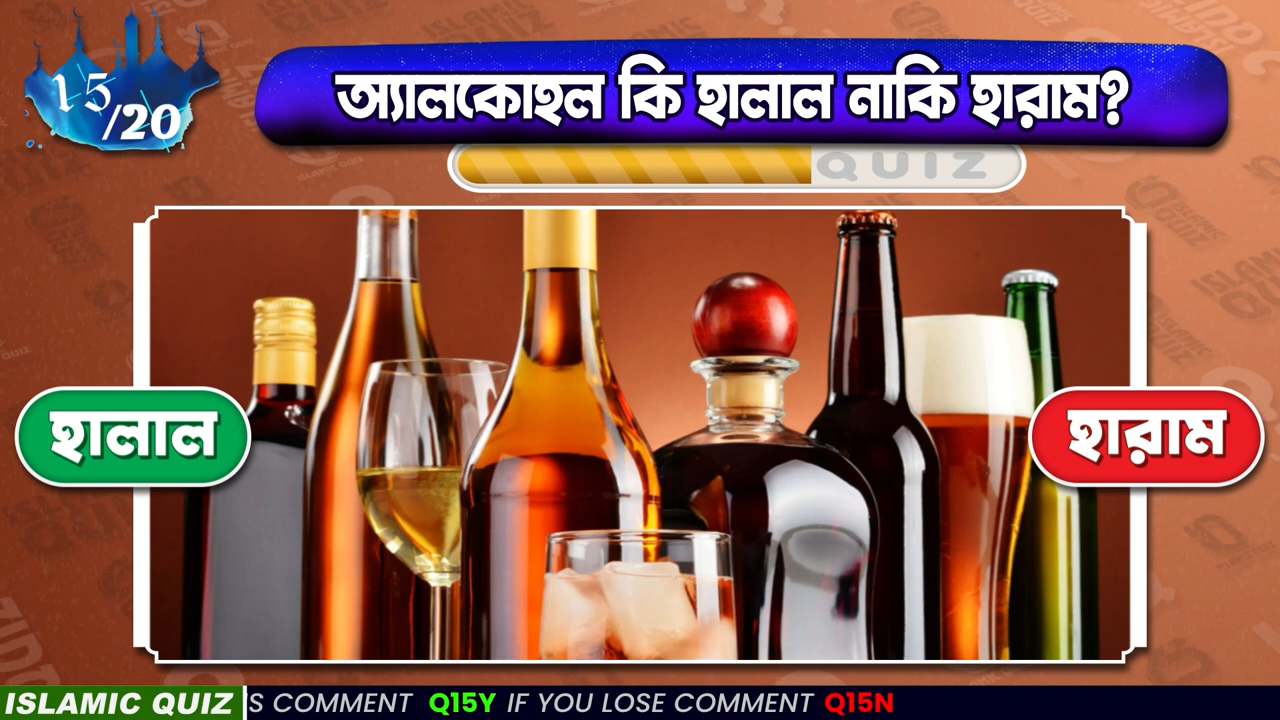 15/20
অ্যালকোহল কি হালাল নাকি হারাম?
QUIZ
হালাল
হারাম
ISLAMIC QUIZ
S COMMENT Q15Y IF YOU LOSE COMMENT Q15N